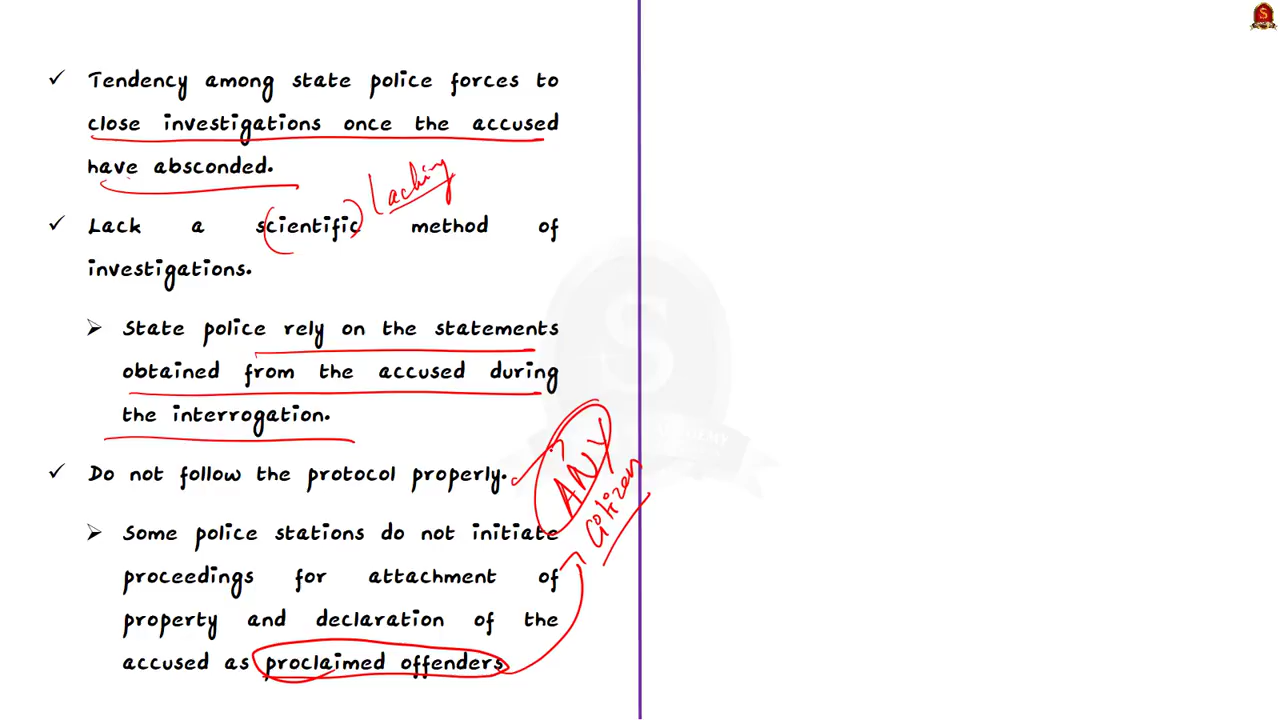 Tendency among state police forces to
close investigations once the accused
have absconded.
lacking
Lack a scientific method of
investigations.
State police rely on the statements
obtained from the accused during
the interrogation.
Do not follow the protocol properly.
ANY
citizen
Some police stations do not initiate
proceedings for attachment of
property and declaration of the
accused as proclaimed offenders